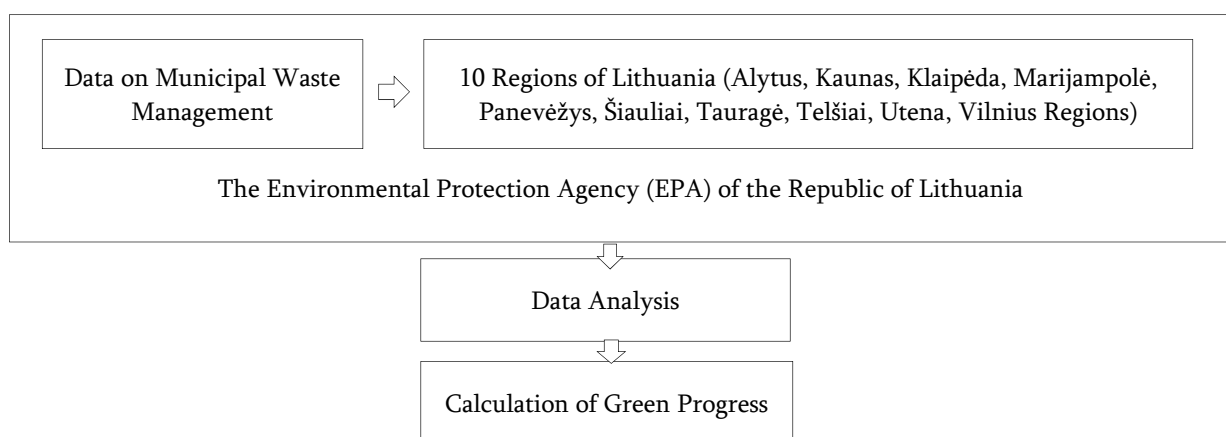 Data on Municipal Waste
Management
10 Regions of Lithuania (Alytus, Kaunas, Klaipėda, Marijampolė,
Panevėžys, Šiauliai, Tauragė, Telšiai, Utena, Vilnius Regions)
The Environmental Protection Agency (EPA) of the Republic of Lithuania
Data Analysis
Calculation of Green Progress